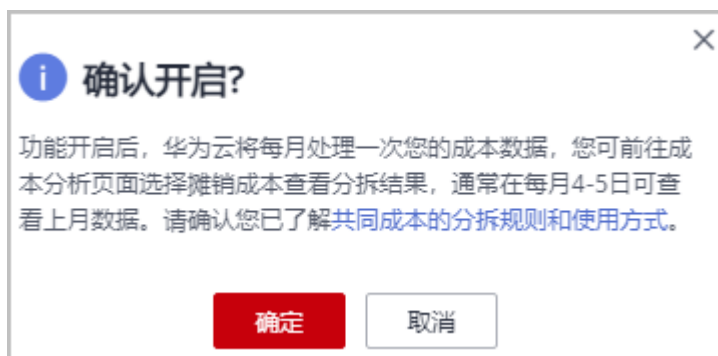 确认开启?
功能开启后，华为云将每月处理一次您的成本数据，您可前往成
本分析页面选择摊销成本查看分拆结果，通常在每月4-5日可查
看上月数据。请确认您已了解共同成本的分拆规则和使用方式。
确定 取消